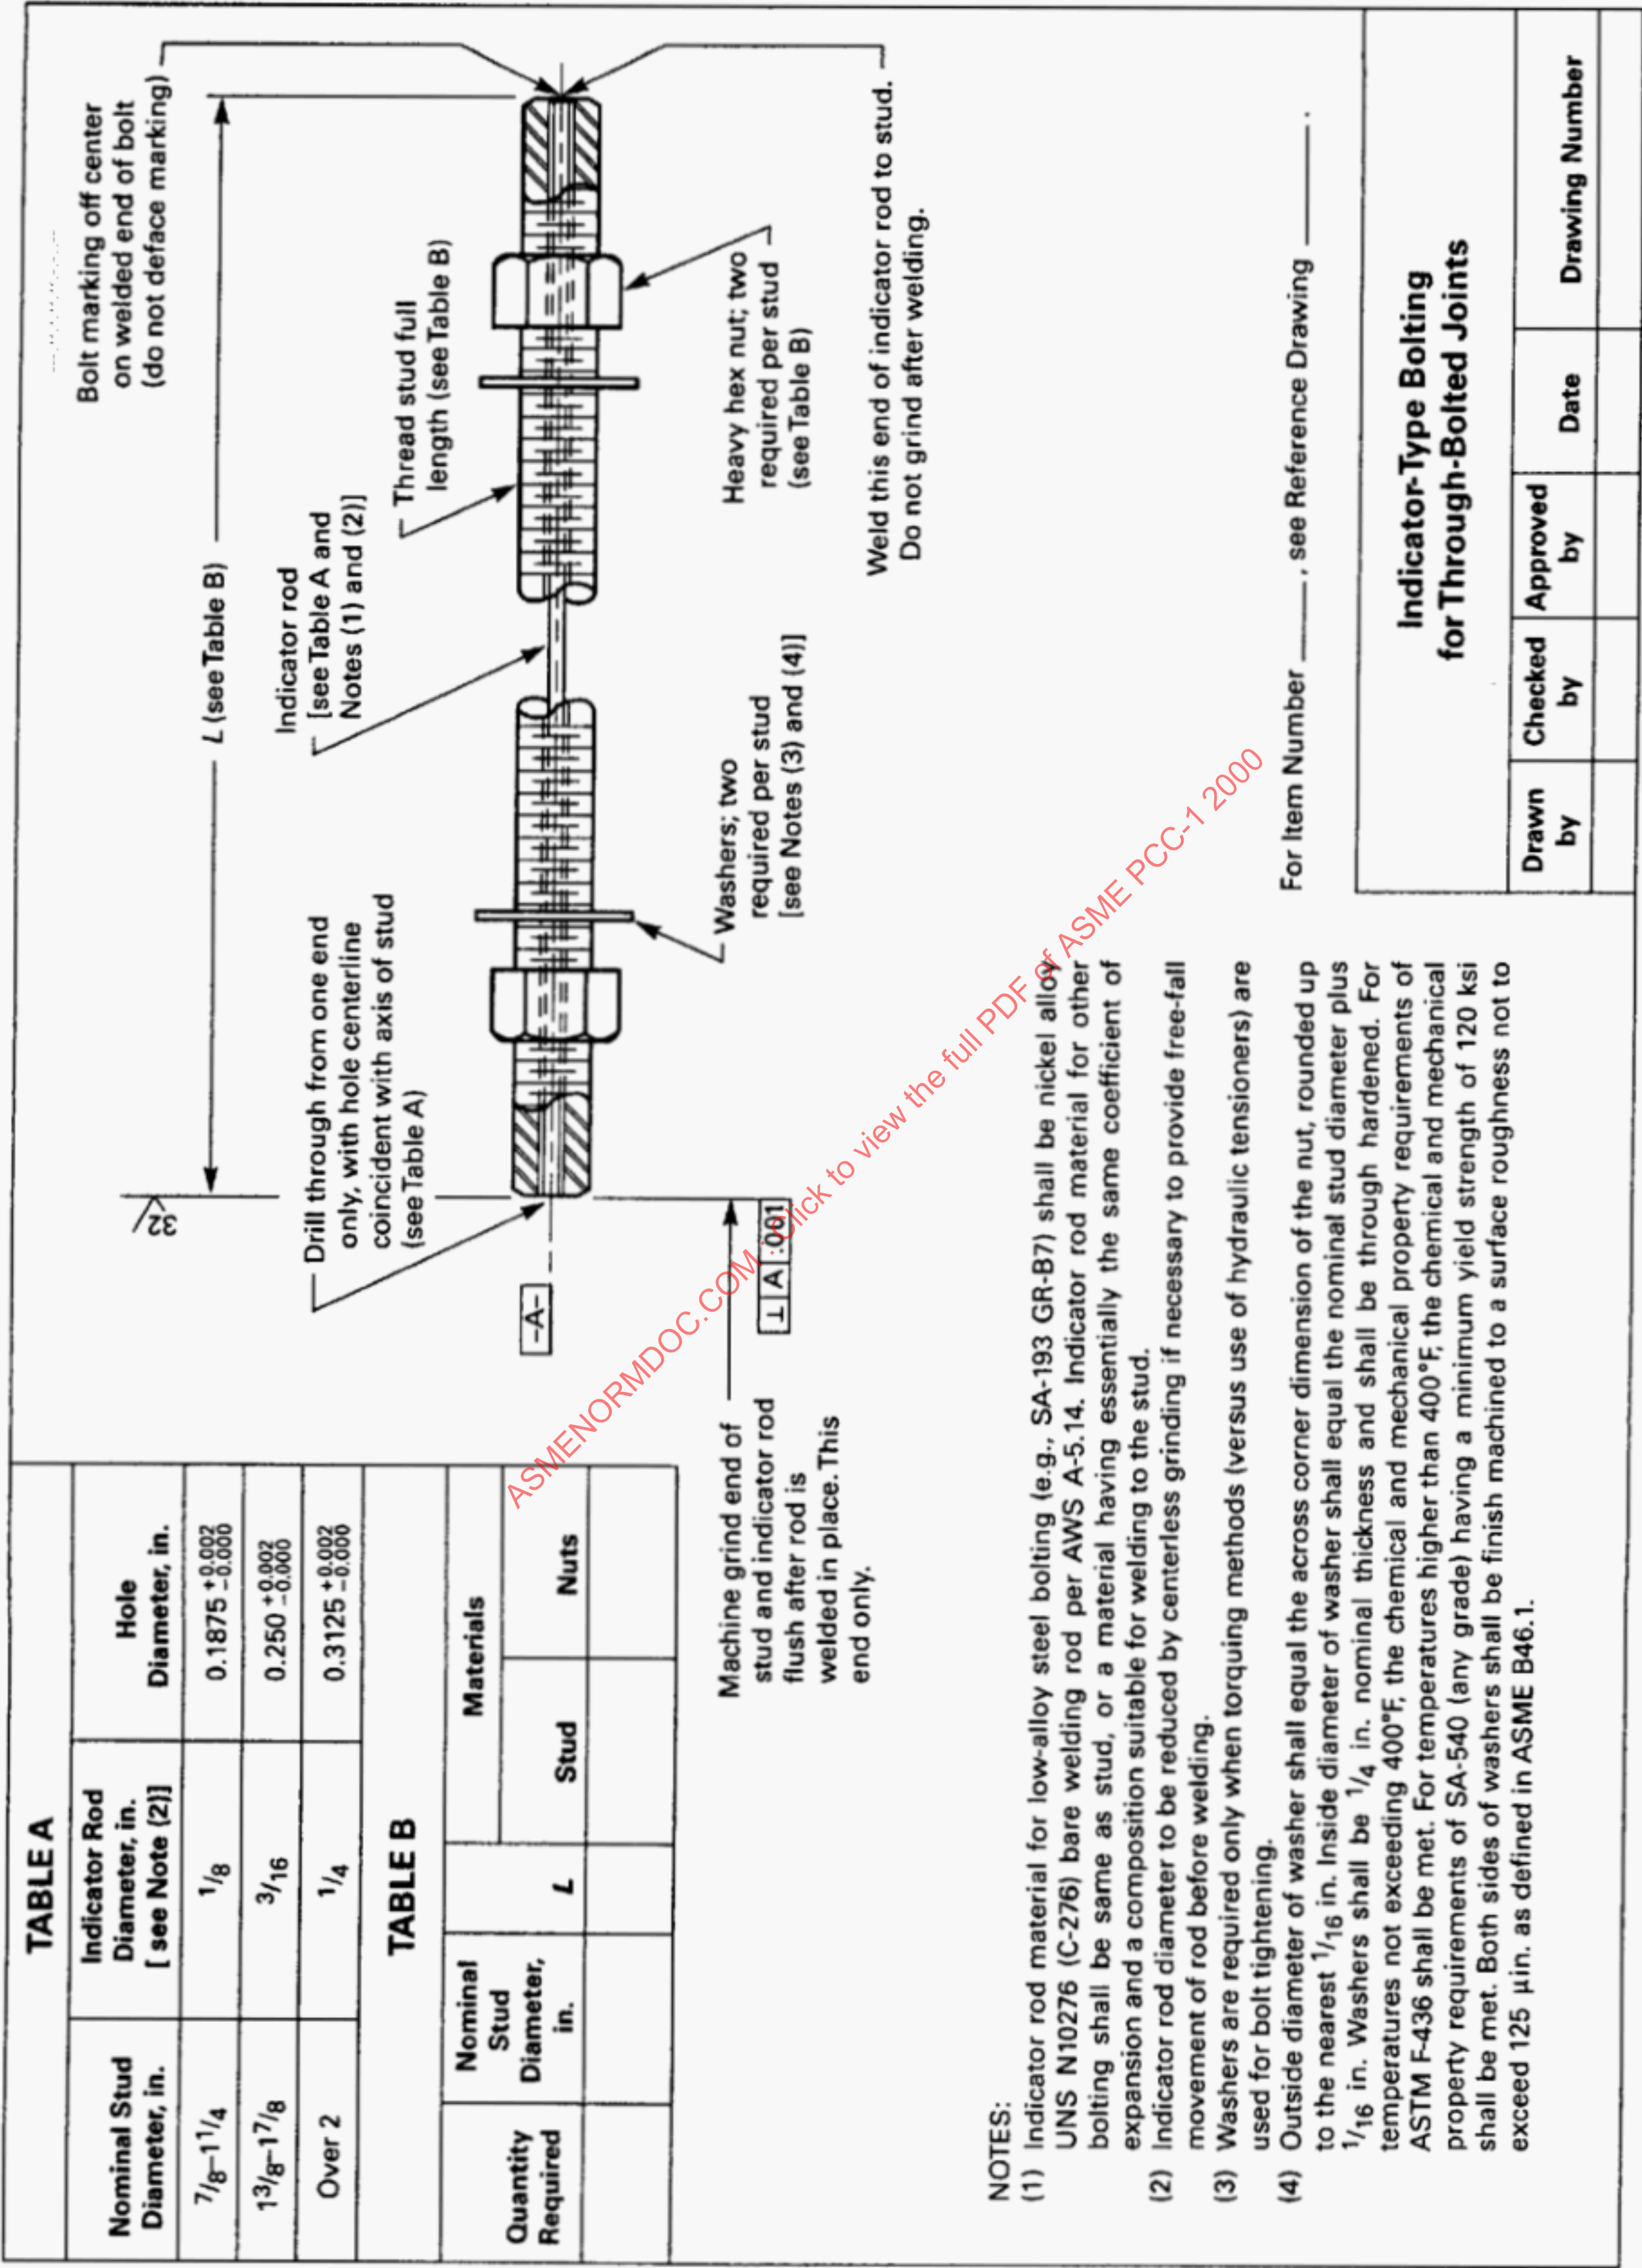 TABLE A
Nominal Stud
Diameter, in.
Indicator Rod
Diameter, in.
[ see Note (2)]
Hole
Diameter, in.
7/8–1 1/4
1/8
0.1875 +0.002 −0.000
1 3/8–1 7/8
3/16
0.250 +0.002 −0.000
Over 2
1/4
0.3125 +0.002 −0.000
TABLE B
Quantity
Required
Nominal
Stud
Diameter,
in.
L
Materials
Stud
Nuts
32
L (see Table B)
Bolt marking off center
on welded end of bolt
(do not deface marking)
Drill through from one end
only, with hole centerline
coincident with axis of stud
(see Table A)
Indicator rod
[see Table A and
Notes (1) and (2)]
Thread stud full
length (see Table B)
-A-
⊥ A .001
Machine grind end of
stud and indicator rod
flush after rod is
welded in place. This
end only.
Washers; two
required per stud
[see Notes (3) and (4)]
Heavy hex nut; two
required per stud
(see Table B)
Weld this end of indicator rod to stud.
Do not grind after welding.
NOTES:
(1) Indicator rod material for low-alloy steel bolting (e.g., SA-193 GR-B7) shall be nickel alloy
UNS N10276 (C-276) bare welding rod per AWS A-5.14. Indicator rod material for other
bolting shall be same as stud, or a material having essentially the same coefficient of
expansion and a composition suitable for welding to the stud.
(2) Indicator rod diameter to be reduced by centerless grinding if necessary to provide free-fall
movement of rod before welding.
(3) Washers are required only when torquing methods (versus use of hydraulic tensioners) are
used for bolt tightening.
(4) Outside diameter of washer shall equal the across corner dimension of the nut, rounded up
to the nearest 1/16 in. Inside diameter of washer shall equal the nominal stud diameter plus
1/16 in. Washers shall be 1/4 in. nominal thickness and shall be through hardened. For
temperatures not exceeding 400°F, the chemical and mechanical property requirements of
ASTM F-436 shall be met. For temperatures higher than 400°F, the chemical and mechanical
property requirements of SA-540 (any grade) having a minimum yield strength of 120 ksi
shall be met. Both sides of washers shall be finish machined to a surface roughness not to
exceed 125 μin. as defined in ASME B46.1.
For Item Number ____, see Reference Drawing ____.
Indicator-Type Bolting
for Through-Bolted Joints
Drawn
by
Checked
by
Approved
by
Date
Drawing Number
ASMENORMDOC.COM : Click to view the full PDF of ASME PCC-1 2000